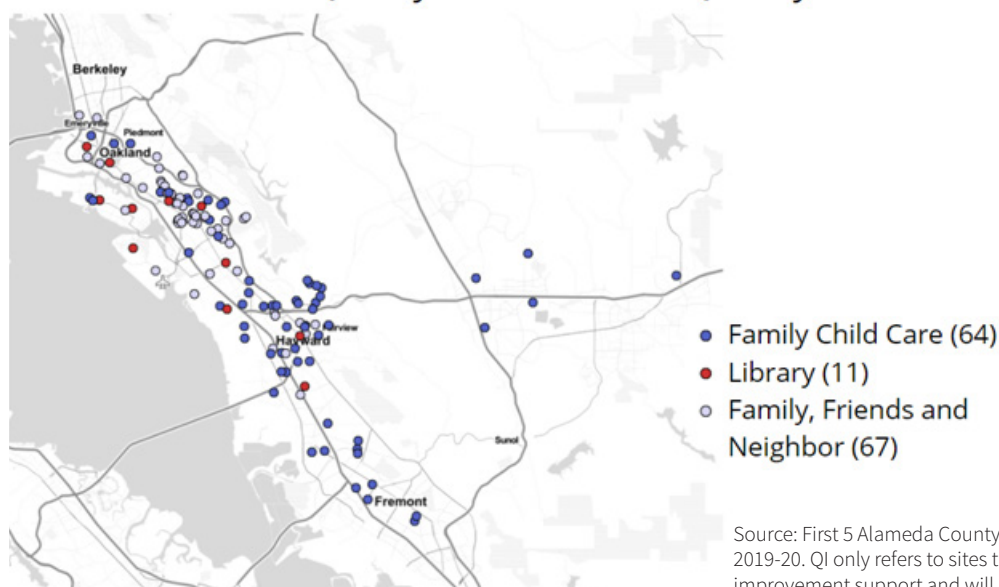 Berkeley
Emeryville
Piedmont
Oakland
Fairview
Hayward
Family Child Care (64)
Library (11)
Family, Friends and
Neighbor (67)
Sunol
Fremont
Source: First 5 Alameda County
2019-20. QI only refers to sites
improvement support and will